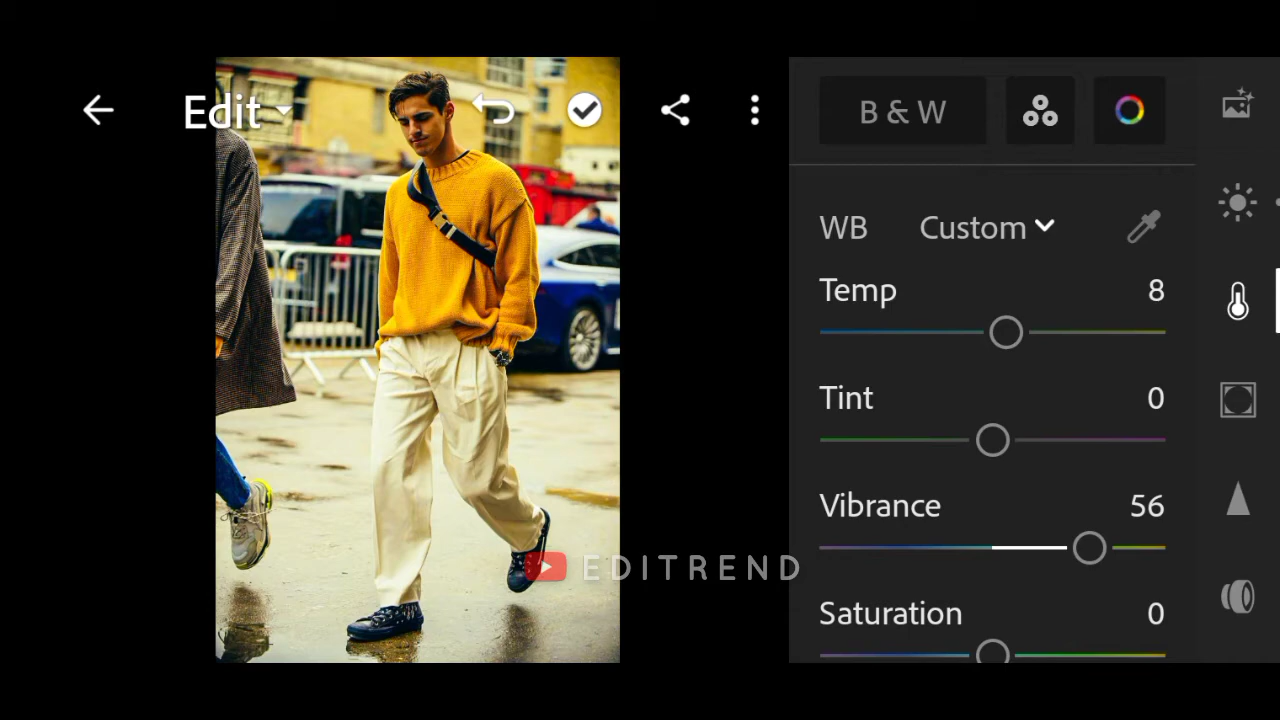 Edit
B & W
WB Custom
Temp 8
Tint 0
Vibrance 56
EDITREND
Saturation 0